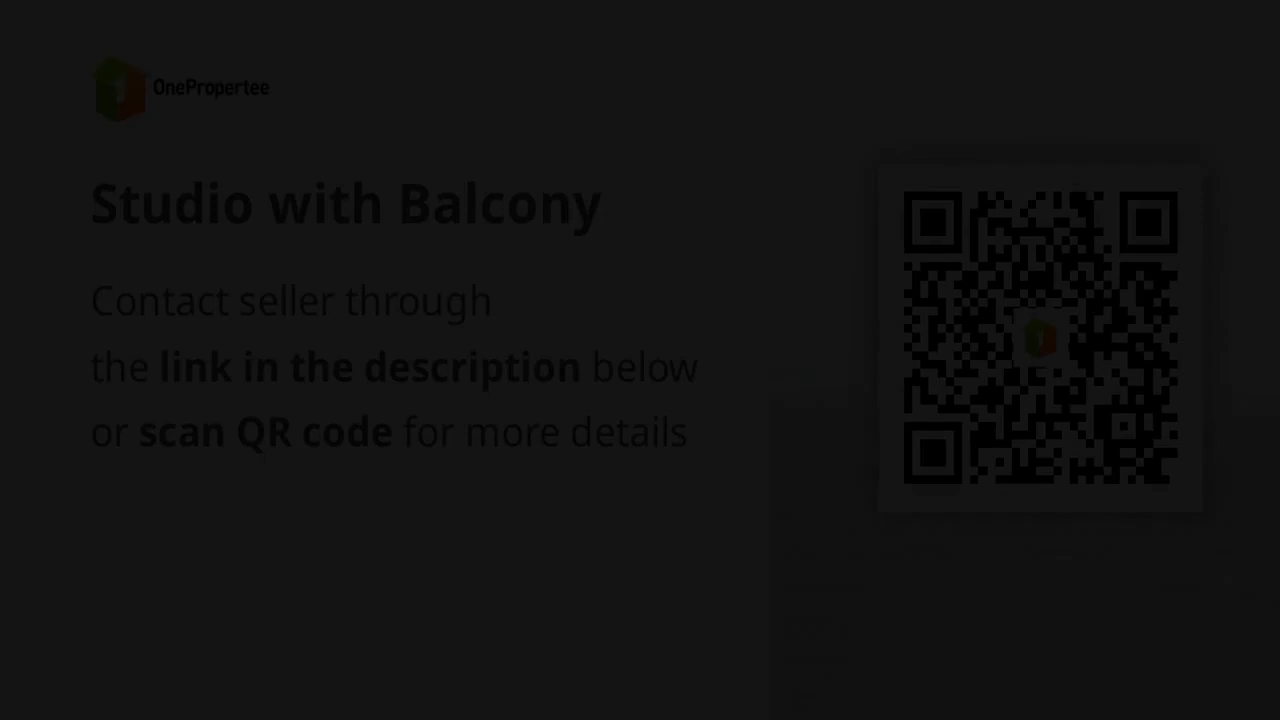 OnePropertee
Studio with Balcony
Contact seller through
the link in the description below
or scan QR code for more details